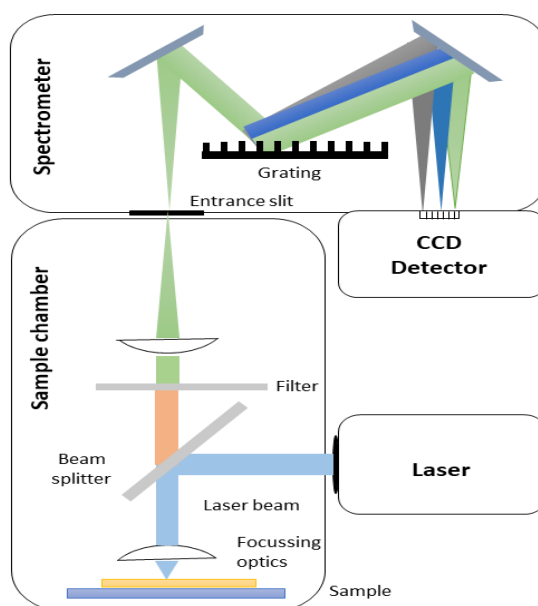 Spectrometer
Grating
Entrance slit
CCD
Detector
Sample chamber
Filter
Beam
splitter
Laser
Laser beam
Focussing
optics
Sample